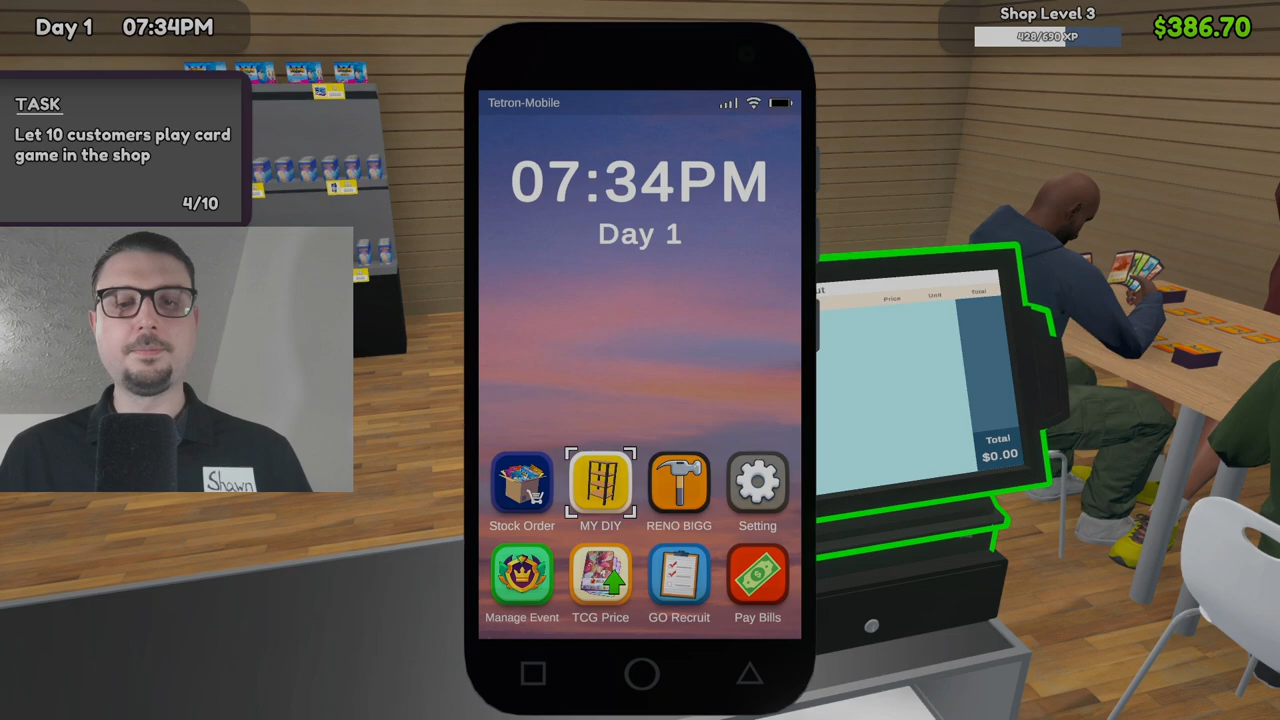 Day 1 07:34PM
Shop Level 3
428/690 XP
$386.70
TASK
Let 10 customers play card
game in the shop
4/10
Tetron-Mobile
07:34PM
Day 1
Stock Order
MY DIY
RENO BIGG
Setting
Manage Event
TCG Price
GO Recruit
Pay Bills
Price Unit Total
Total
$0.00
Shawn